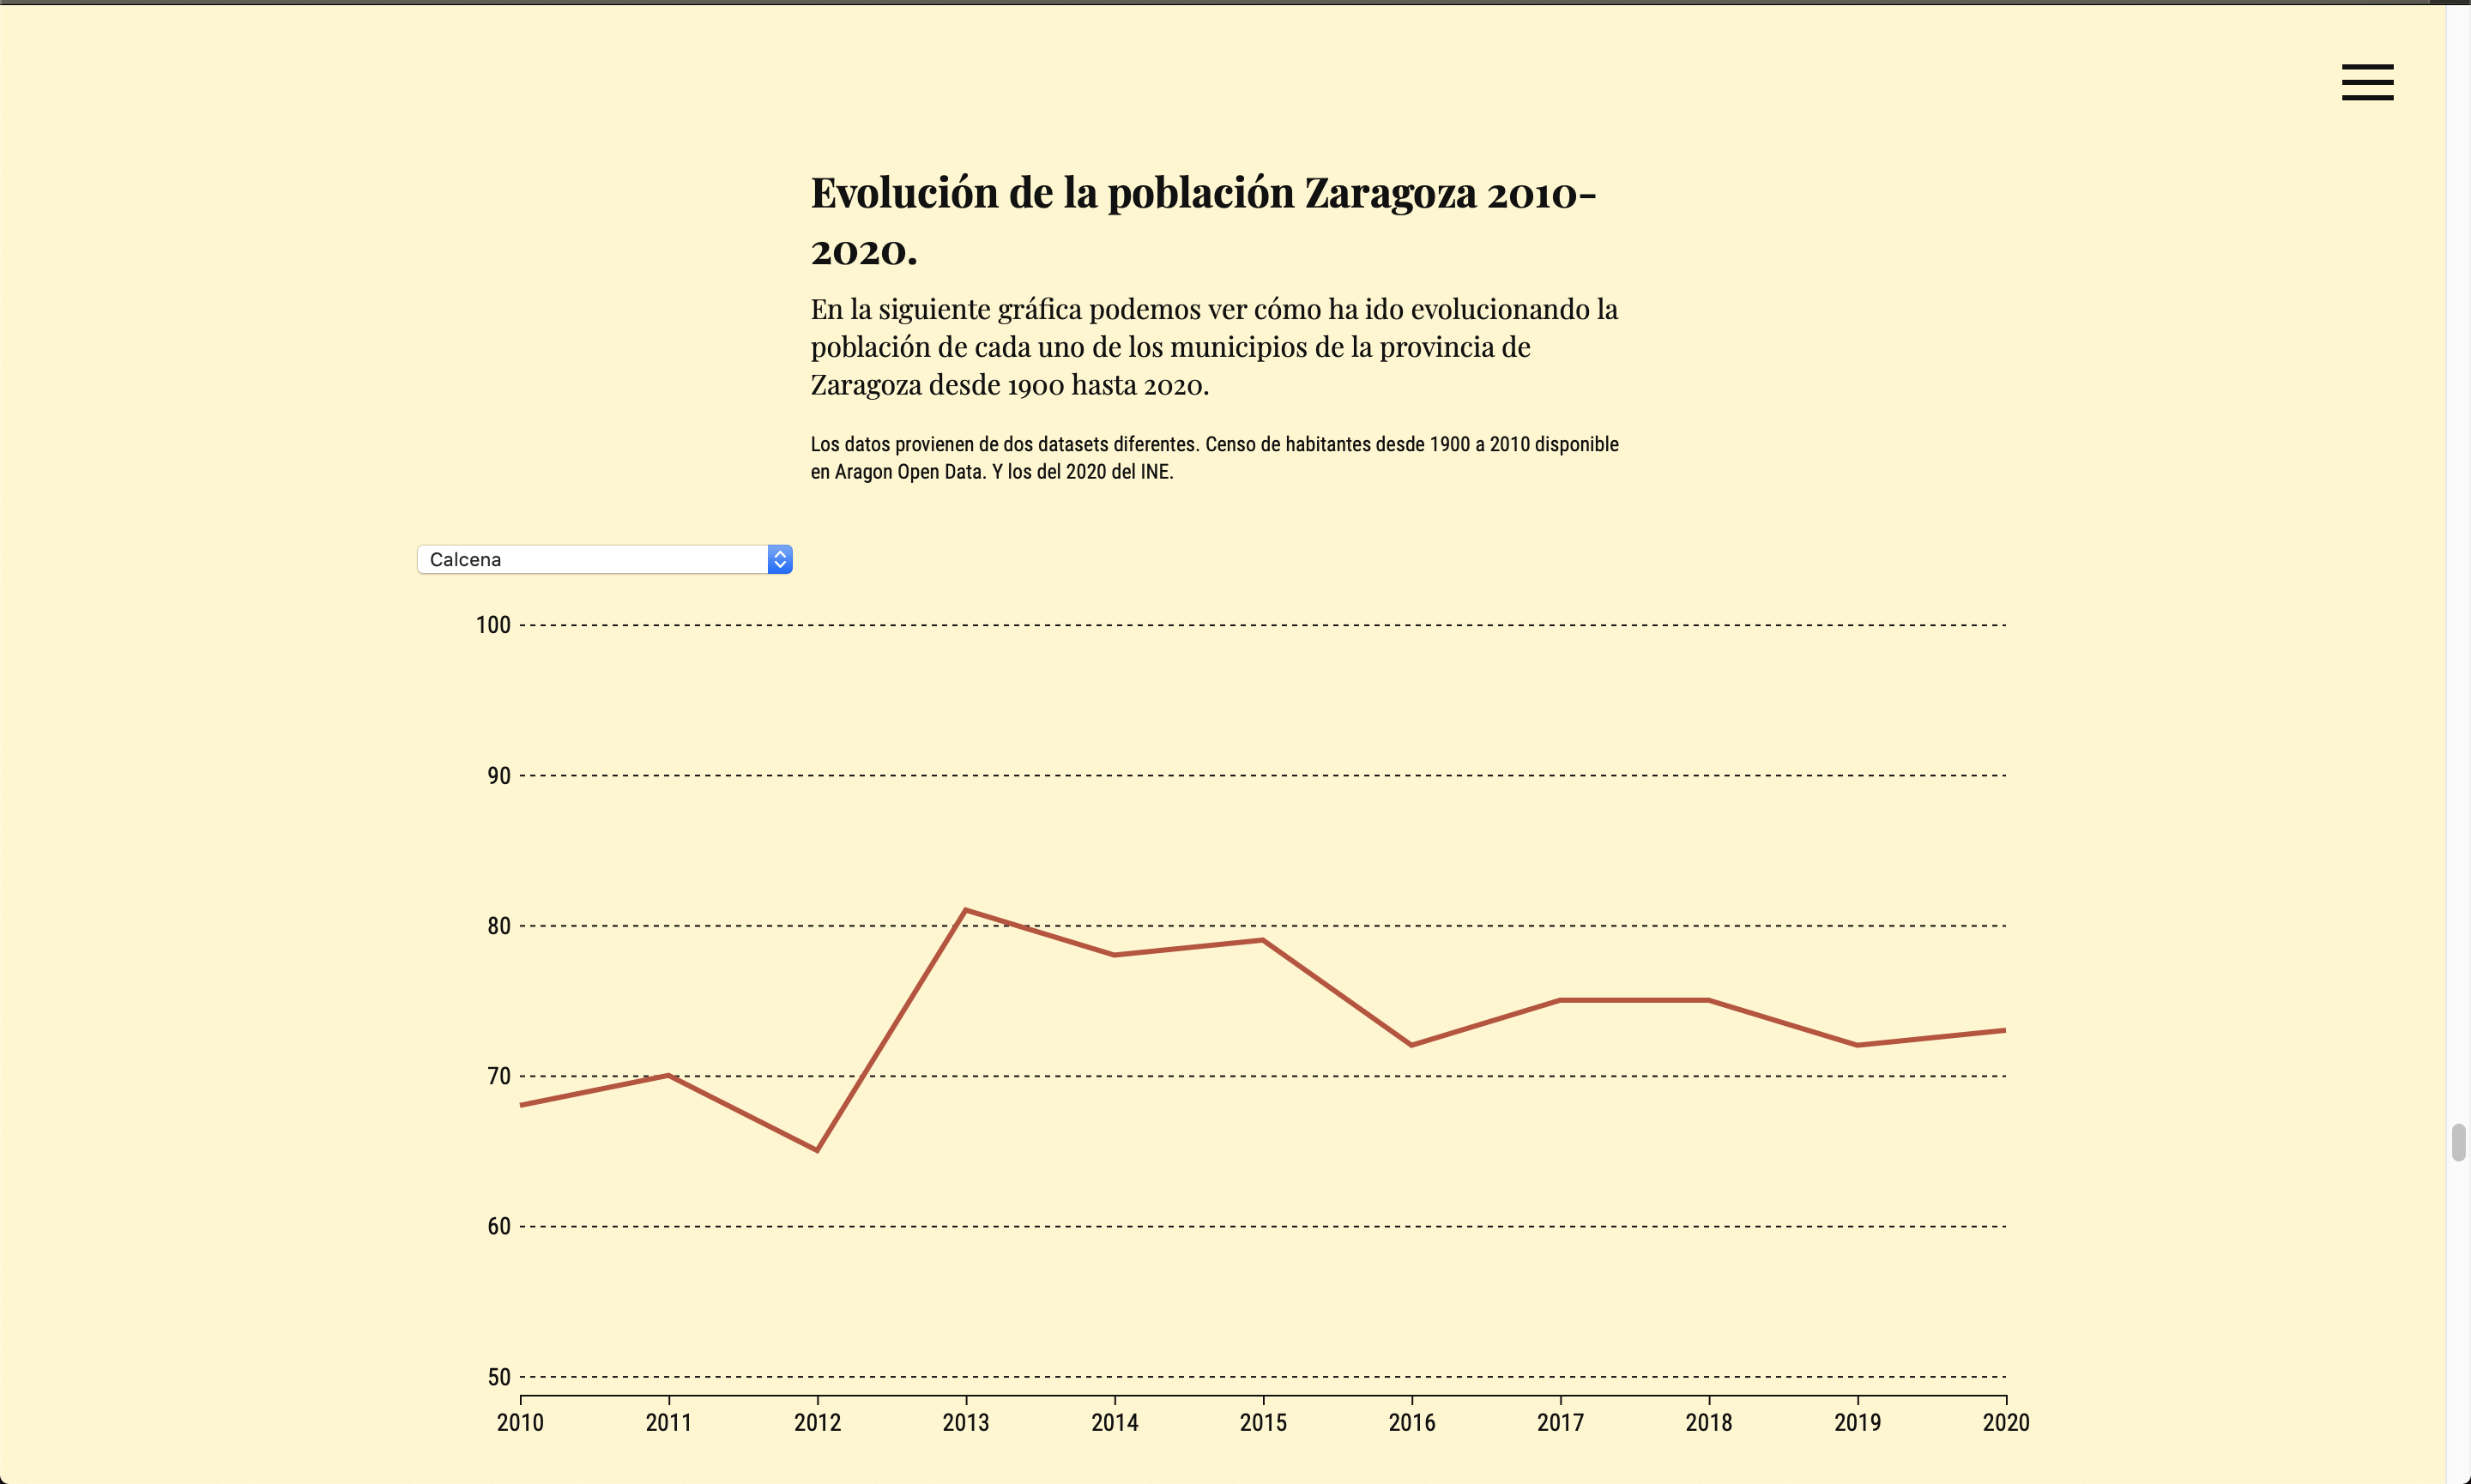 Evolución de la población Zaragoza 2010-
2020.
En la siguiente gráfica podemos ver cómo ha ido evolucionando la
población de cada uno de los municipios de la provincia de
Zaragoza desde 1900 hasta 2020.
Los datos provienen de dos datasets diferentes. Censo de habitantes desde 1900 a 2010 disponible
en Aragon Open Data. Y los del 2020 del INE.
Calcena
100
90
80
70
60
50
2010 2011 2012 2013 2014 2015 2016 2017 2018 2019 2020